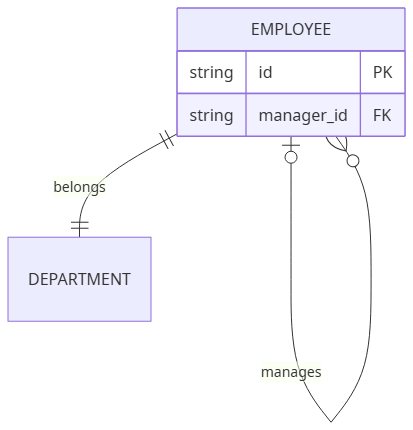 EMPLOYEE
string id PK
string manager_id FK
belongs
DEPARTMENT
manages